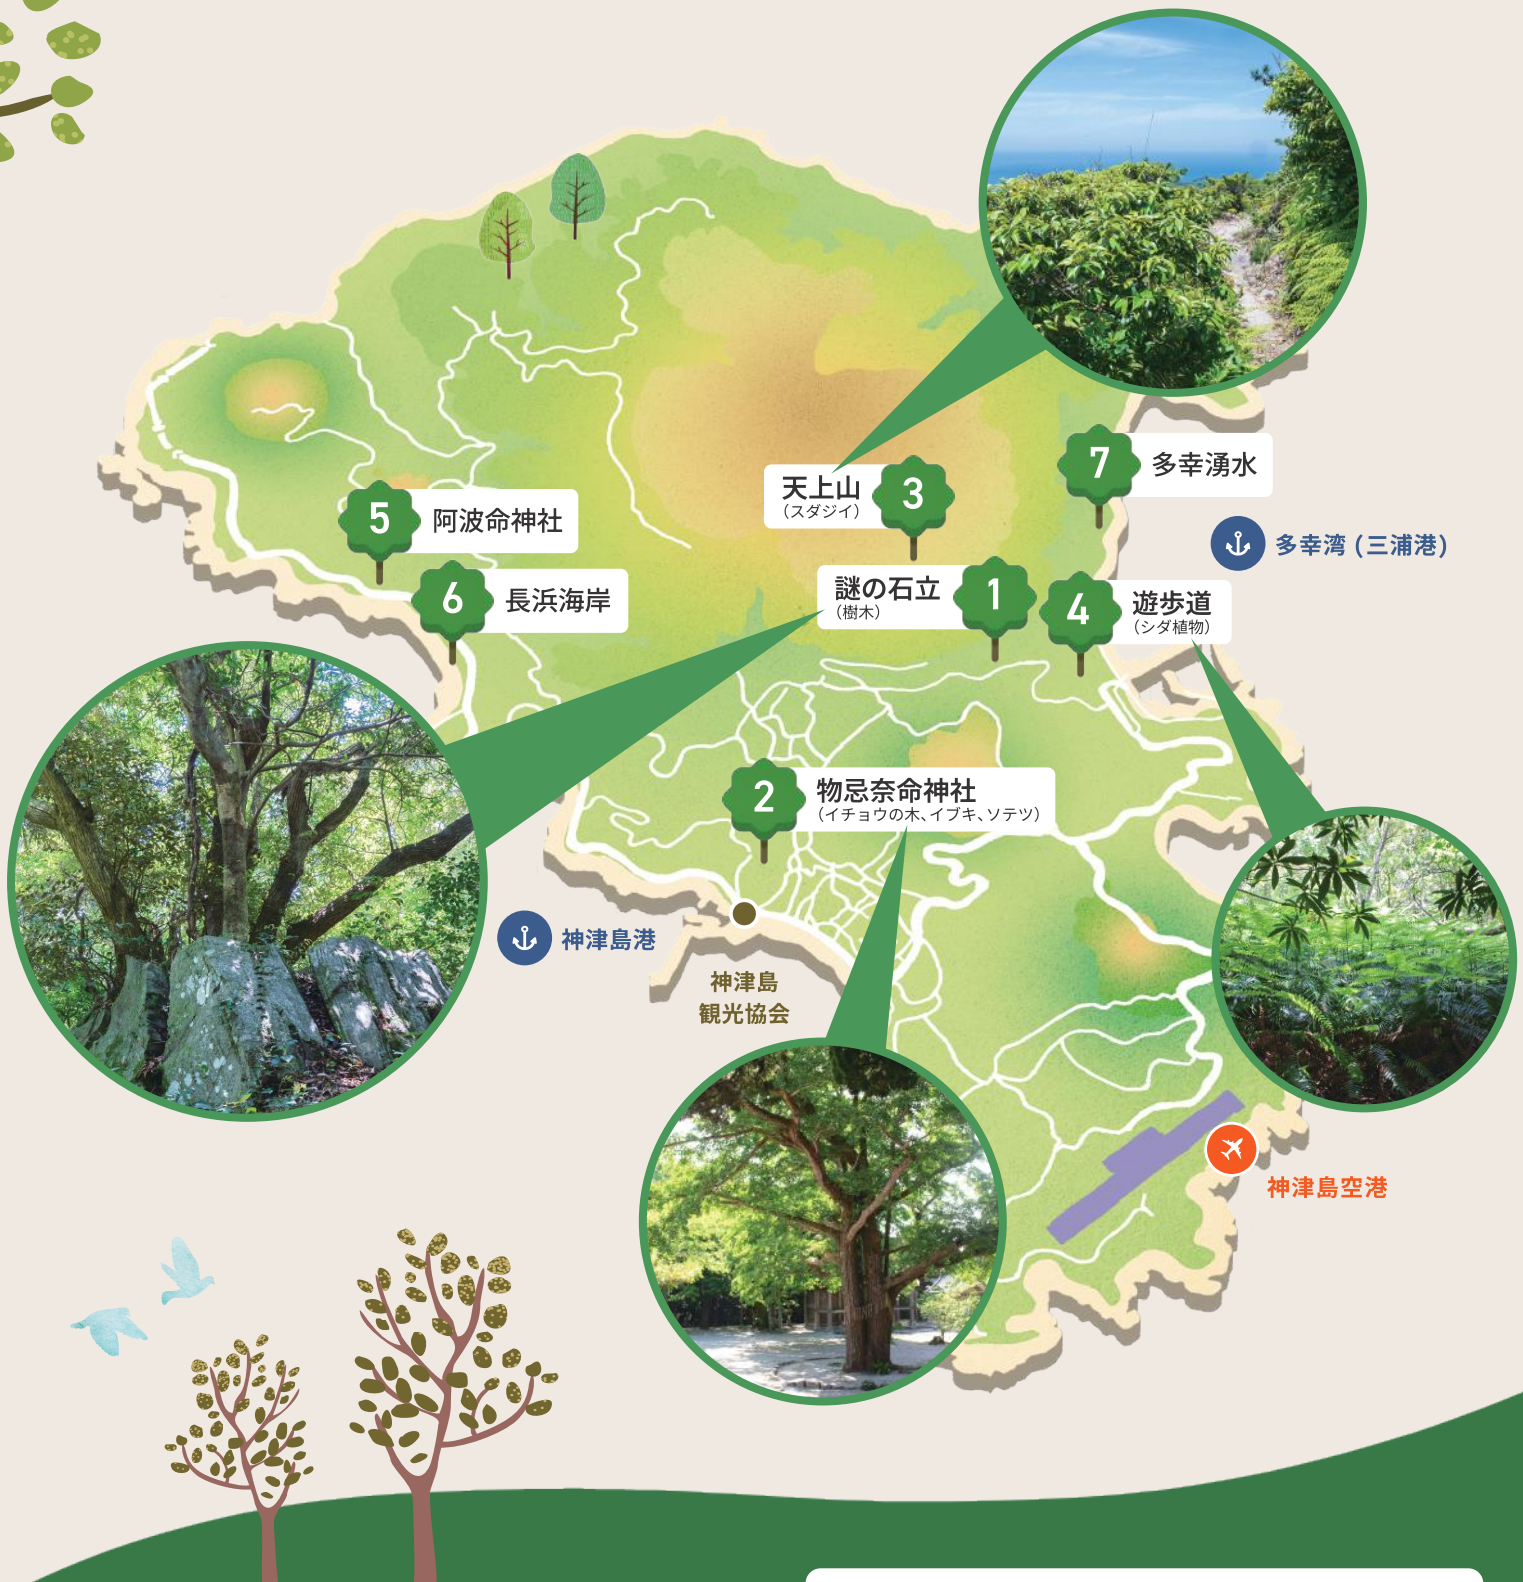 3
天上山
（スダジイ）
7
多幸湧水
5
阿波命神社
多幸湾 (三浦港)
6
長浜海岸
1
謎の石立
（樹木）
4
遊歩道
（シダ植物）
2
物忌奈命神社
（イチョウの木、イブキ、ソテツ）
神津島港
神津島
観光協会
神津島空港